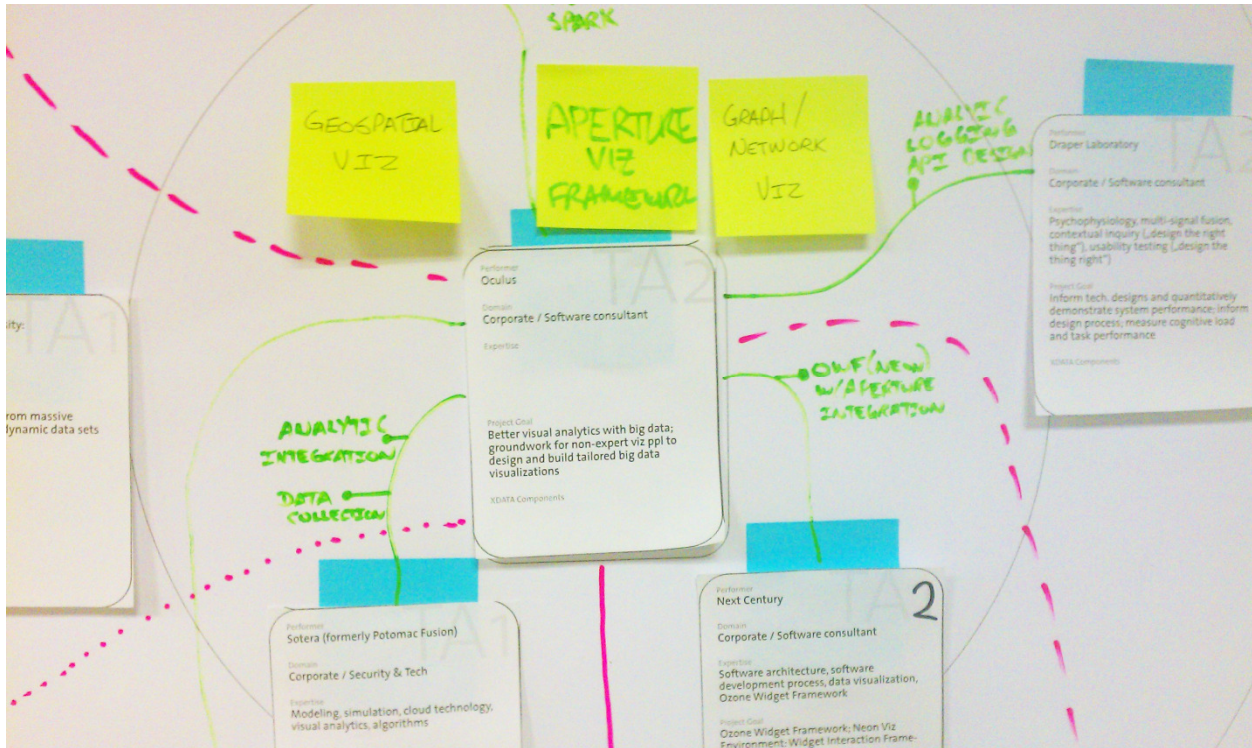 SPARK
GEOSPATIAL
VIZ
APERTURE
VIZ
FRAMEWORK
GRAPH/
NETWORK
VIZ
ANALYTIC
LOGGING
API DESIGN
TA2
Performer
Draper Laboratory
Domain
Corporate / Software consultant
Expertise
Psychophysiology, multi-signal fusion,
contextual inquiry („design the right
thing“), usability testing („design the
thing right“)
Project Goal
Inform tech. designs and quantitatively
demonstrate system performance; inform
design process; measure cognitive load
and task performance
XDATA Components
TA2
Performer
Oculus
Domain
Corporate / Software consultant
Expertise
Project Goal
Better visual analytics with big data;
groundwork for non-expert viz ppl to
design and build tailored big data
visualizations
XDATA Components
TA1
sity:
rom massive
dynamic data sets
ANALYTIC
INTEGRATION
DATA
COLLECTION
OWF (NEW)
W/APERTURE
INTEGRATION
TA1
Performer
Sotera (formerly Potomac Fusion)
Domain
Corporate / Security & Tech
Expertise
Modeling, simulation, cloud technology,
visual analytics, algorithms
TA2
Performer
Next Century
Domain
Corporate / Software consultant
Expertise
Software architecture, software
development process, data visualization,
Ozone Widget Framework
Project Goal
Ozone Widget Framework; Neon Viz
Environment; Widget Interaction Frame-